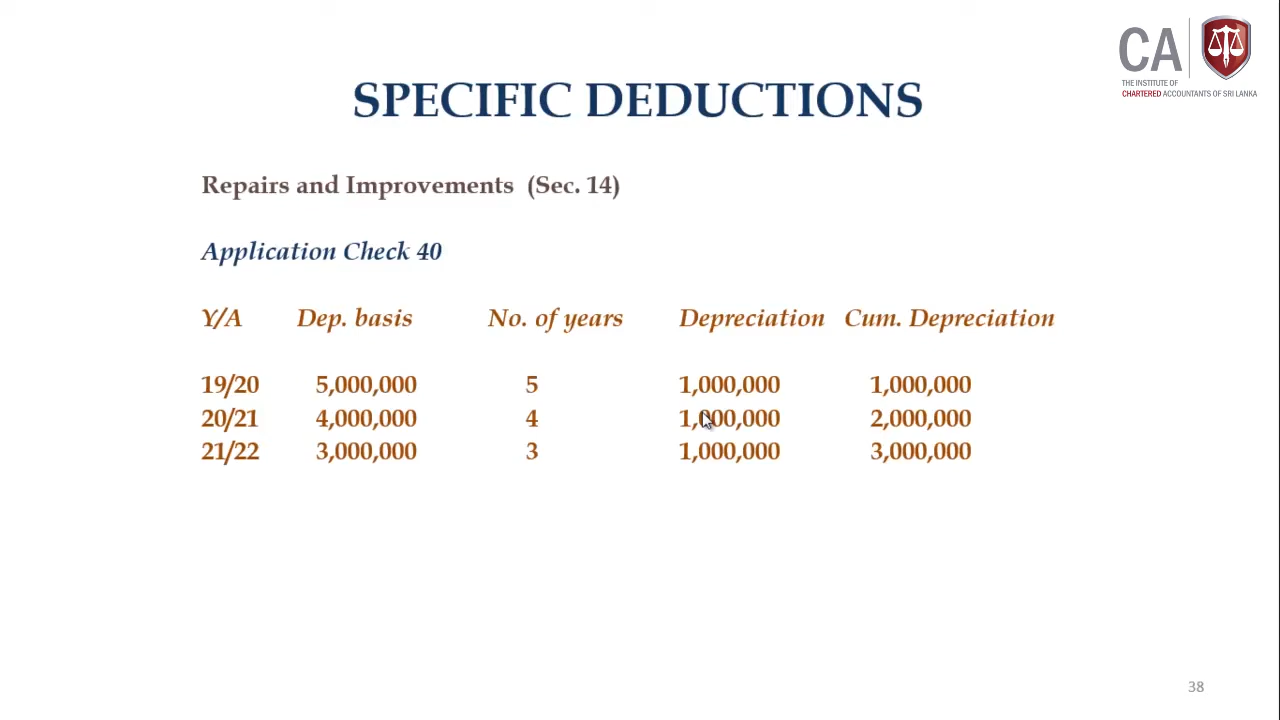 CA
THE INSTITUTE OF
CHARTERED ACCOUNTANTS OF SRI LANKA
SPECIFIC DEDUCTIONS
Repairs and Improvements (Sec. 14)
Application Check 40
Y/A Dep. basis No. of years Depreciation Cum. Depreciation
19/20 5,000,000 5 1,000,000 1,000,000
20/21 4,000,000 4 1,000,000 2,000,000
21/22 3,000,000 3 1,000,000 3,000,000
38